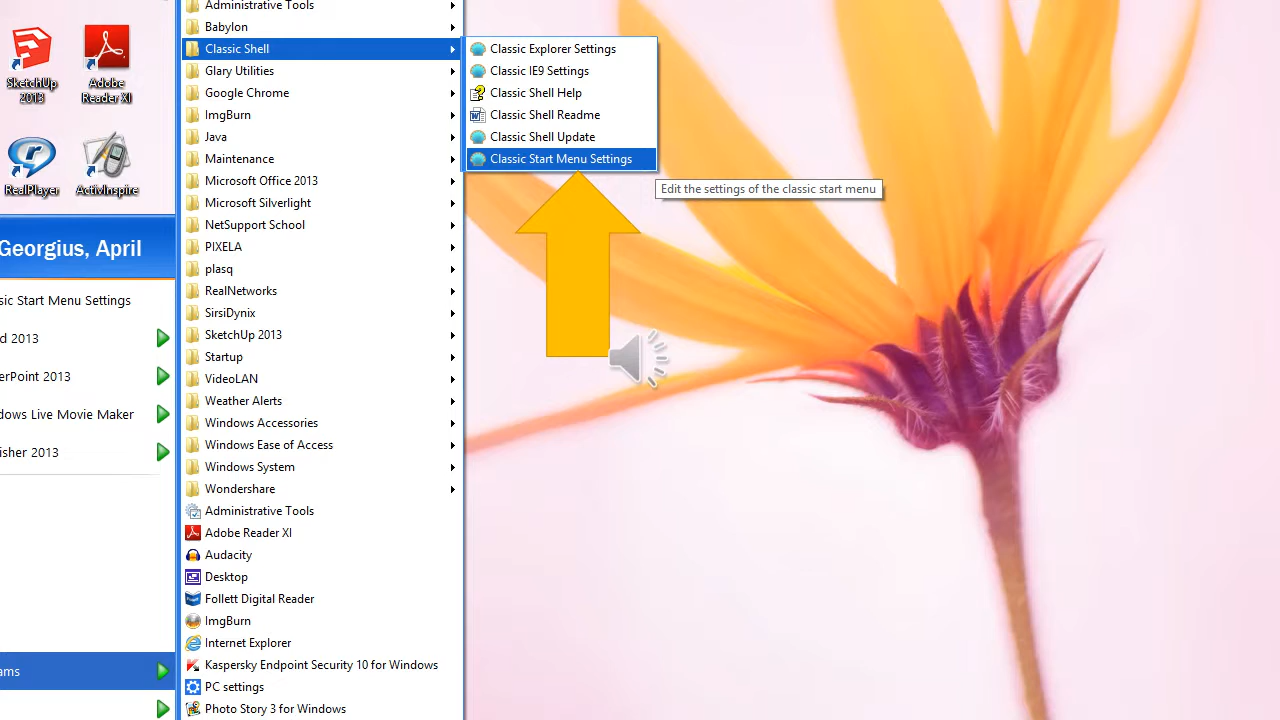 SketchUp
2013
Adobe
Reader XI
RealPlayer
ActivInspire
Georgius, April
sic Start Menu Settings
d 2013
erPoint 2013
dows Live Movie Maker
isher 2013
ams
Administrative Tools
Babylon
Classic Shell
Glary Utilities
Google Chrome
ImgBurn
Java
Maintenance
Microsoft Office 2013
Microsoft Silverlight
NetSupport School
PIXELA
plasq
RealNetworks
SirsiDynix
SketchUp 2013
Startup
VideoLAN
Weather Alerts
Windows Accessories
Windows Ease of Access
Windows System
Wondershare
Administrative Tools
Adobe Reader XI
Audacity
Desktop
Follett Digital Reader
ImgBurn
Internet Explorer
Kaspersky Endpoint Security 10 for Windows
PC settings
Photo Story 3 for Windows
Classic Explorer Settings
Classic IE9 Settings
Classic Shell Help
Classic Shell Readme
Classic Shell Update
Classic Start Menu Settings
Edit the settings of the classic start menu